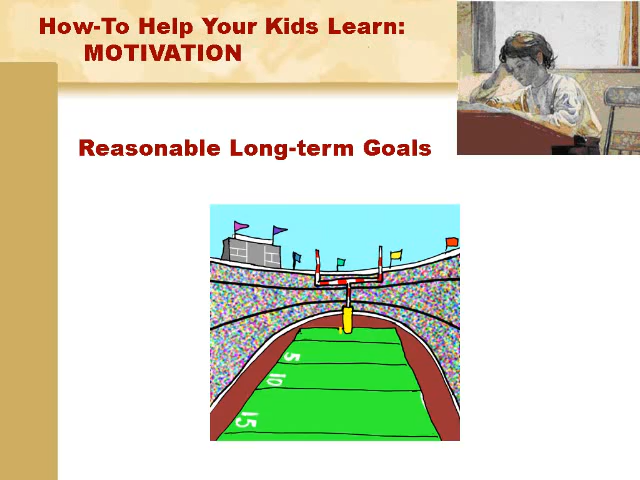 How-To Help Your Kids Learn:
MOTIVATION
Reasonable Long-term Goals
5
10
15